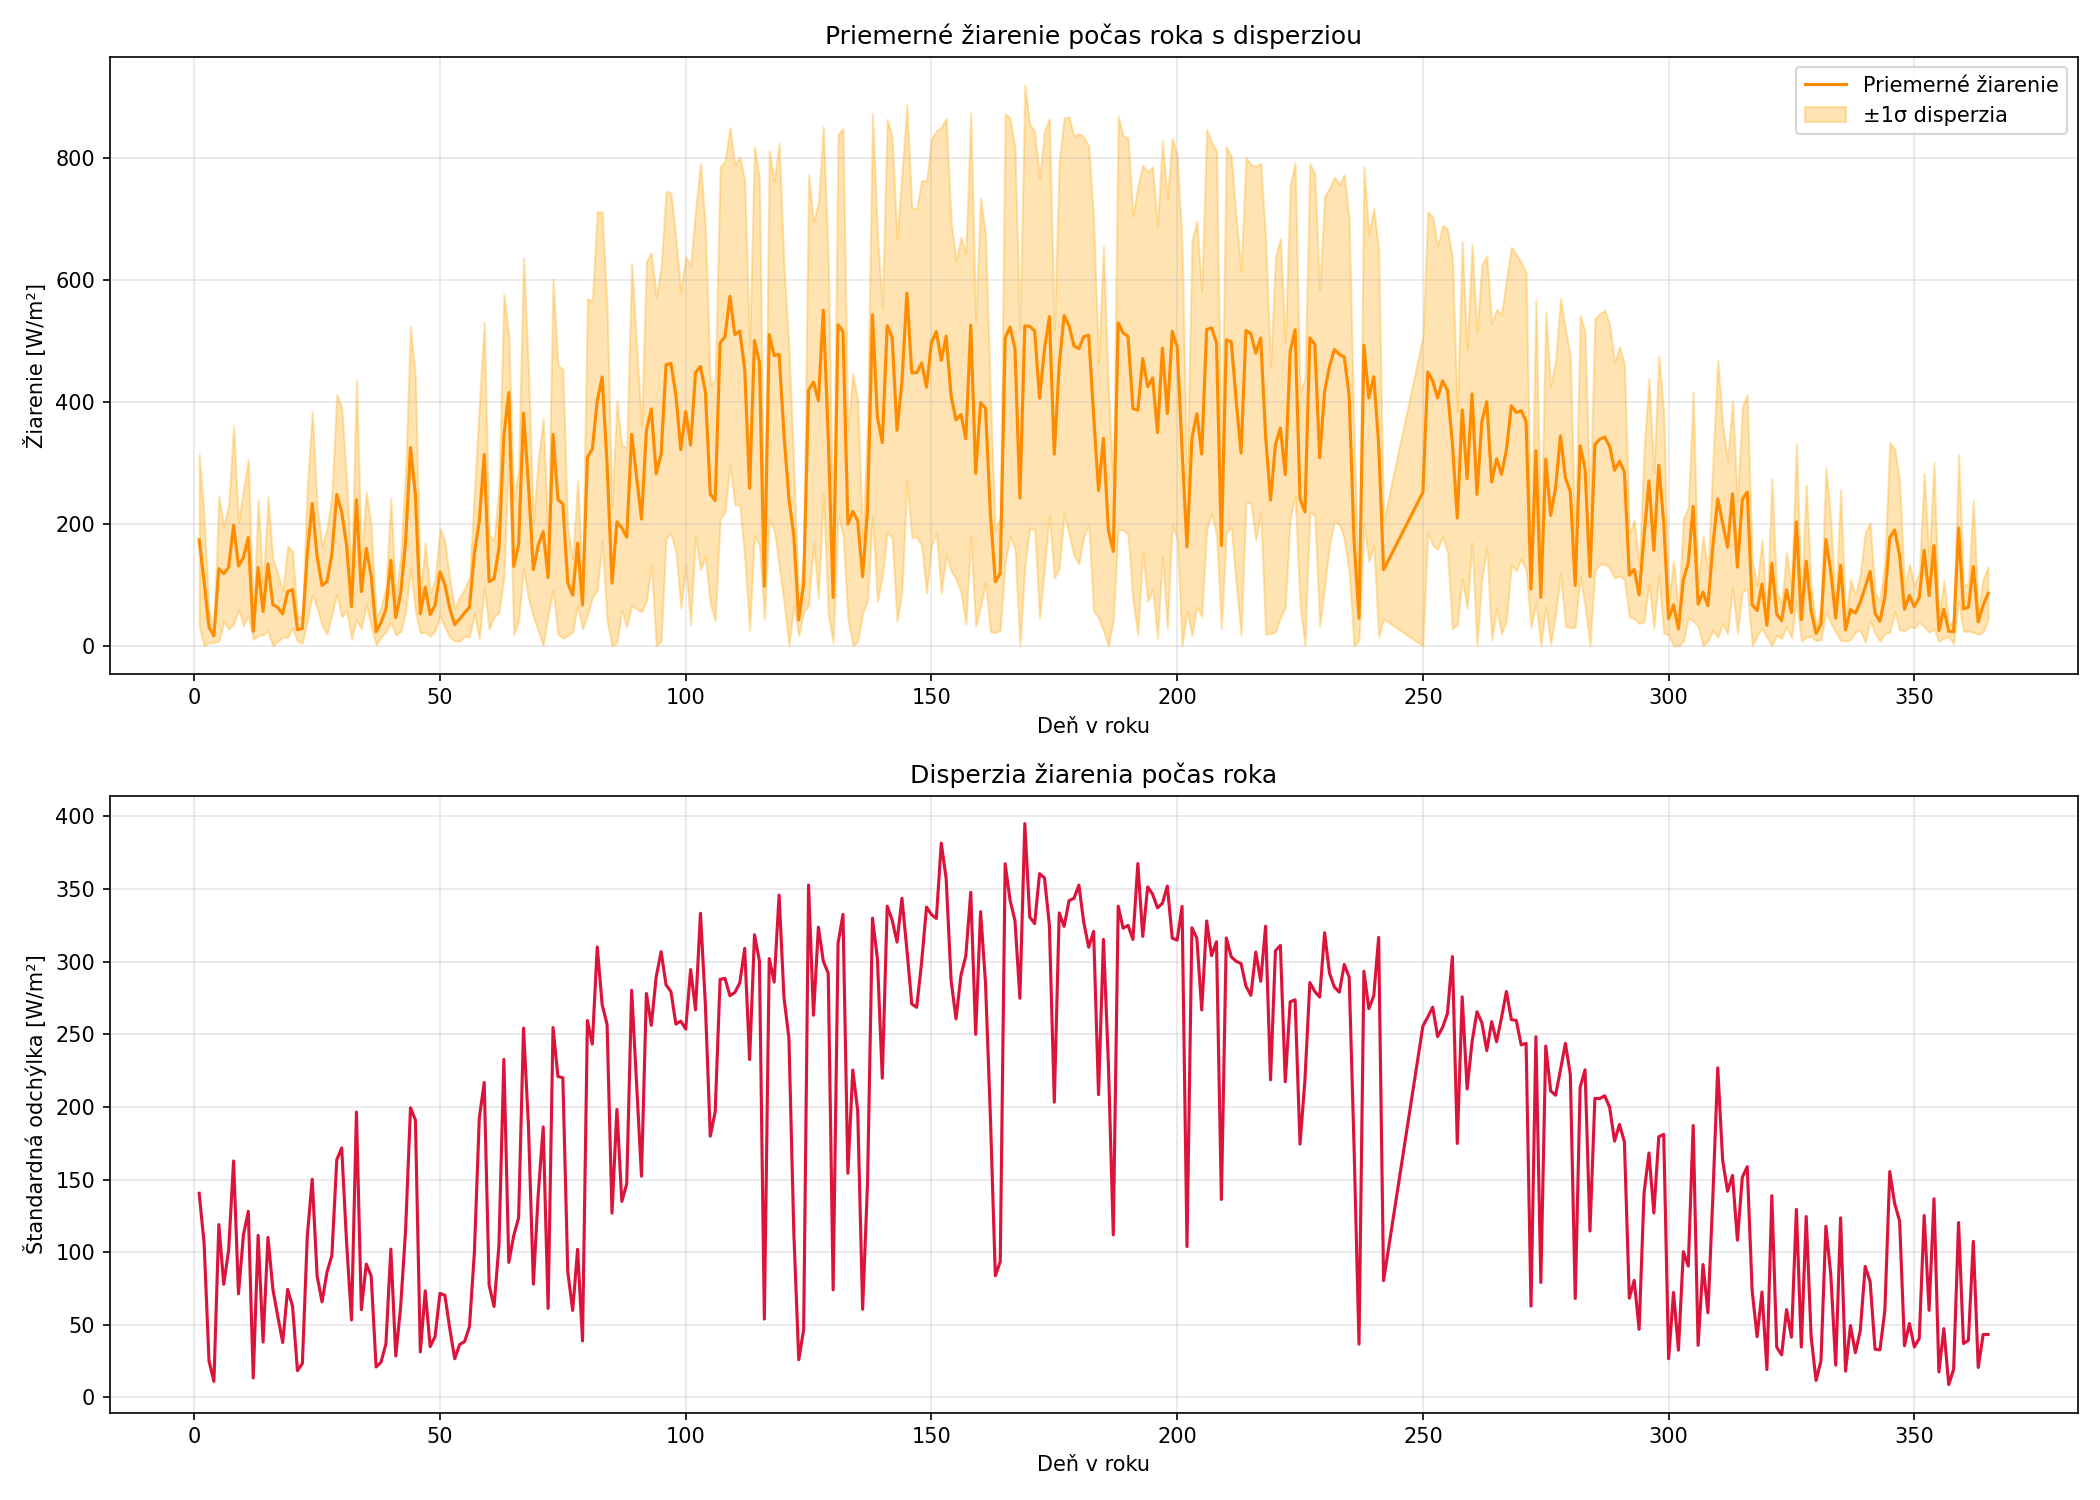 Priemerné žiarenie počas roka s disperziou
Priemerné žiarenie
±1σ disperzia
Žiarenie [W/m²]
800
600
400
200
0
0 50 100 150 200 250 300 350
Deň v roku
Disperzia žiarenia počas roka
Štandardná odchýlka [W/m²]
400
350
300
250
200
150
100
50
0
0 50 100 150 200 250 300 350
Deň v roku